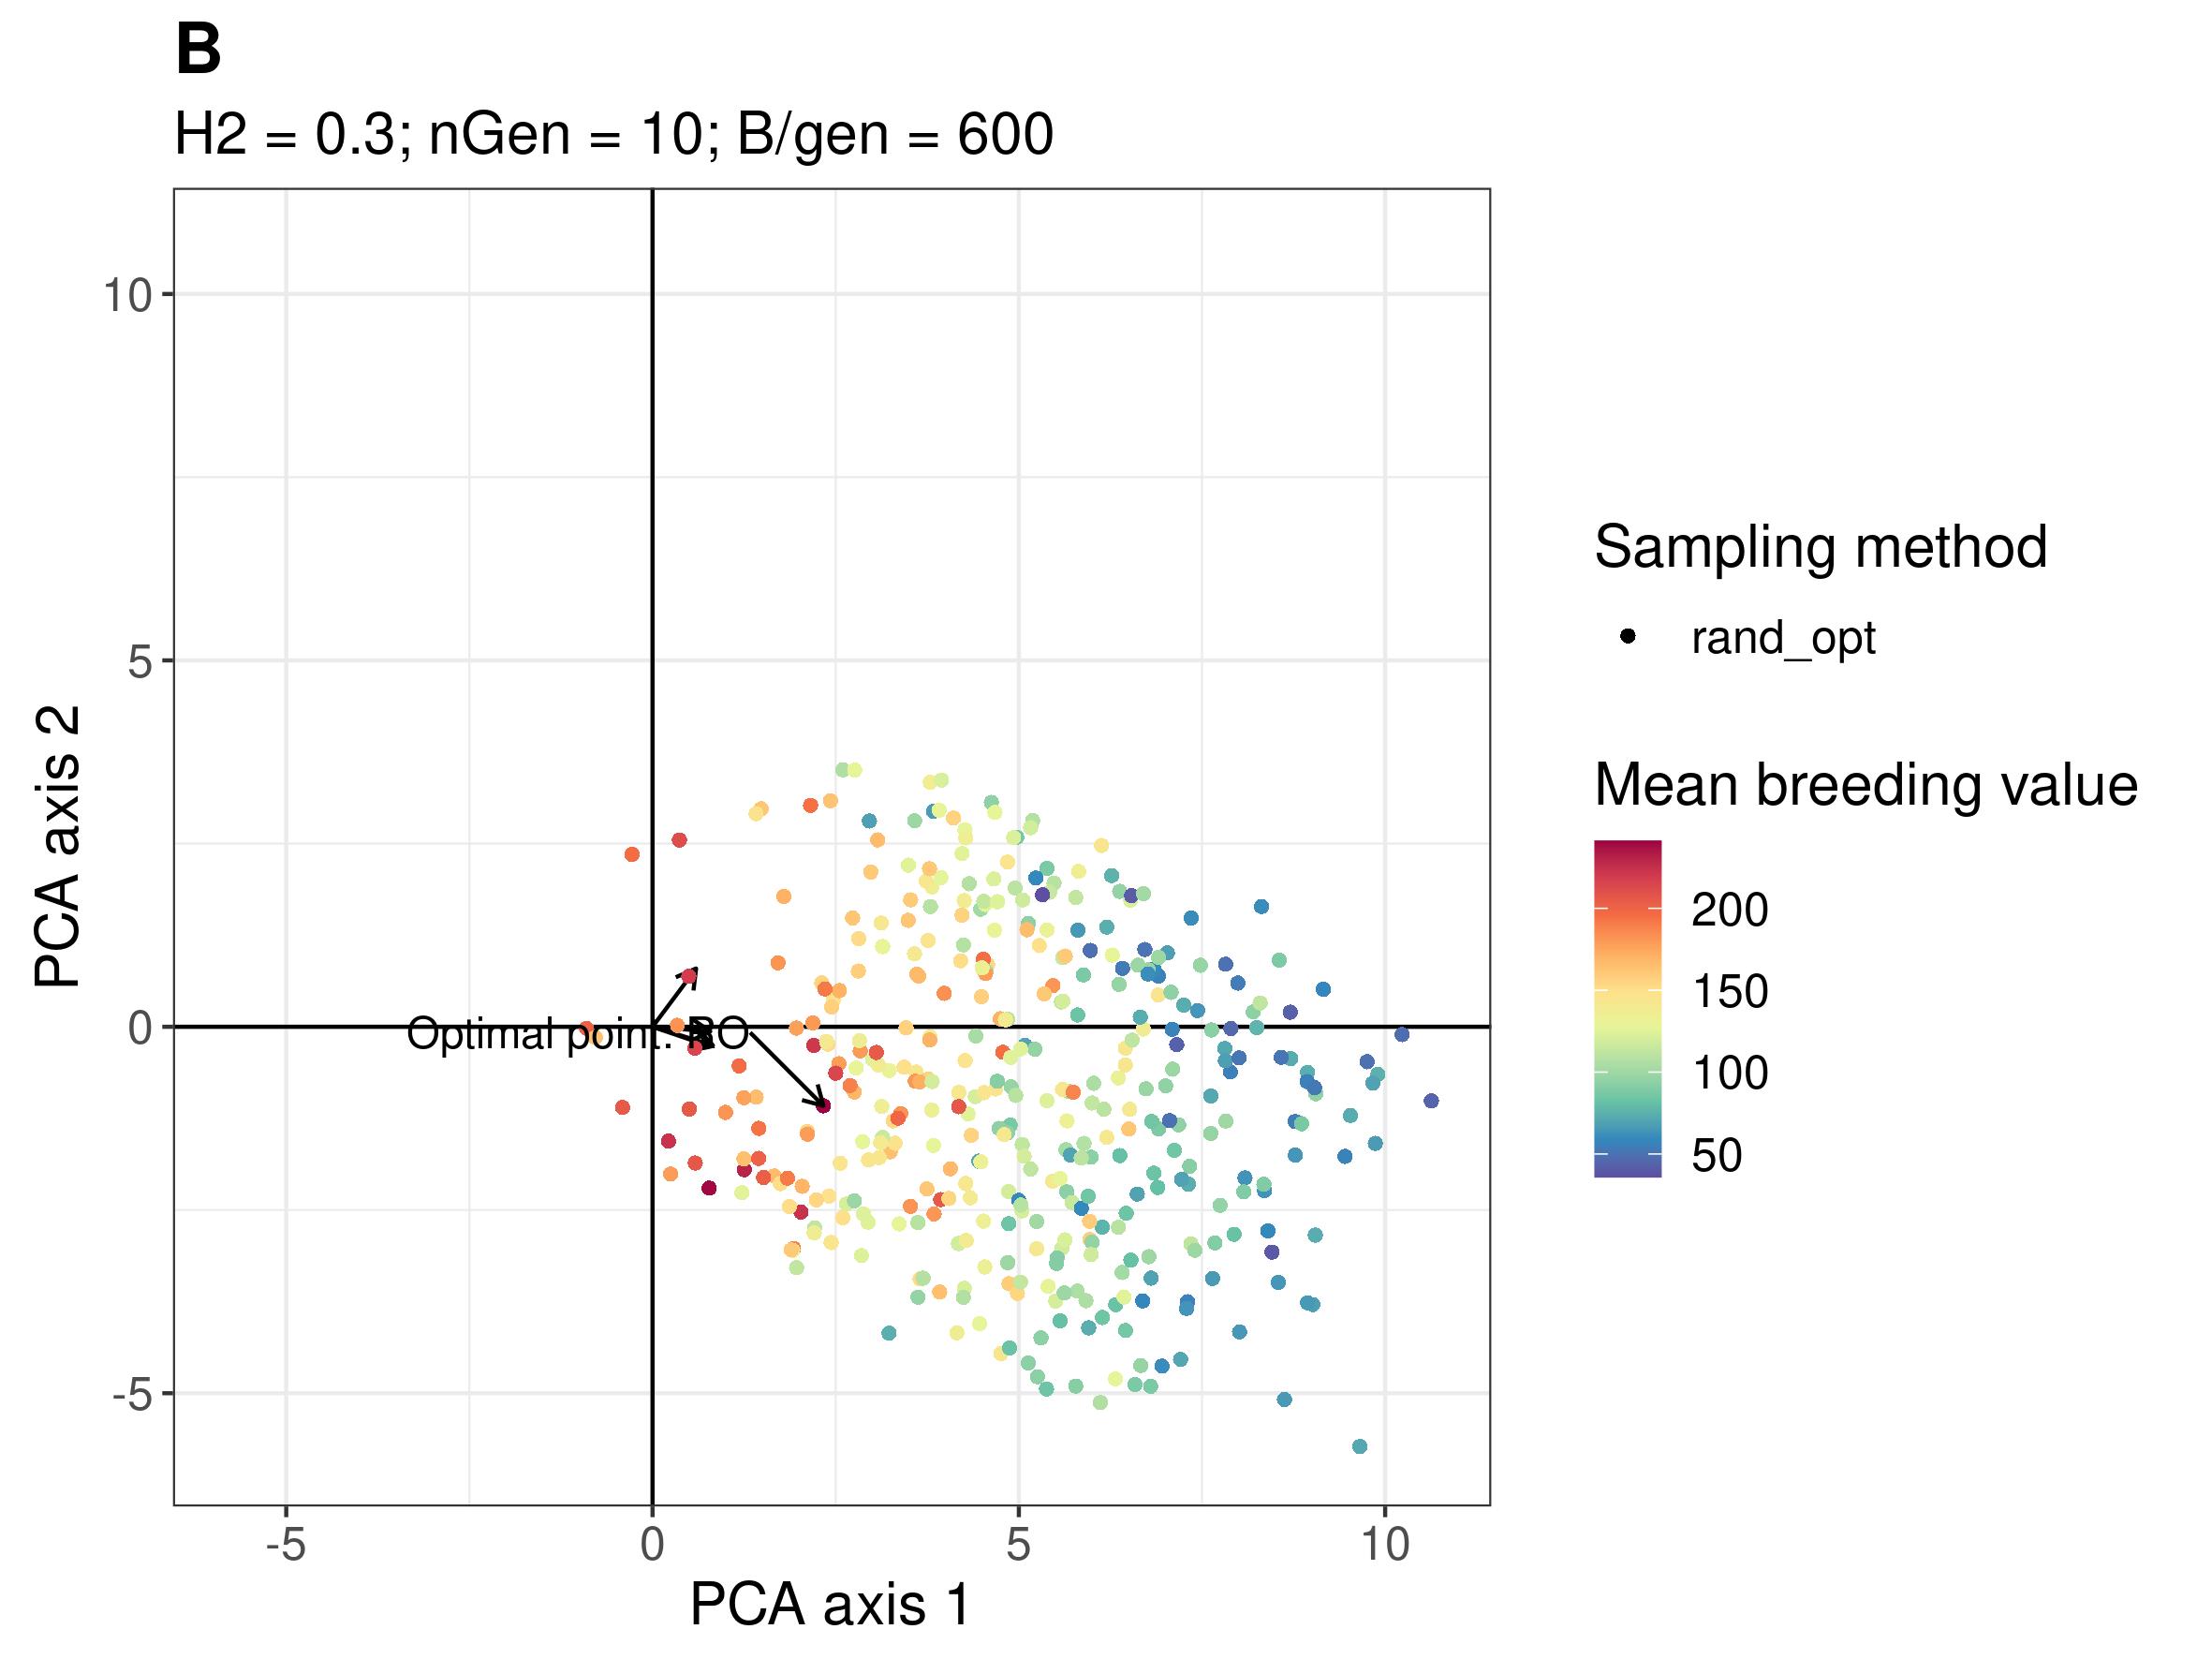 B
H2 = 0.3; nGen = 10; B/gen = 600
10
5
0
-5
PCA axis 2
Optimal point: BO
-5
0
5
10
PCA axis 1
Sampling method
rand_opt
Mean breeding value
200
150
100
50